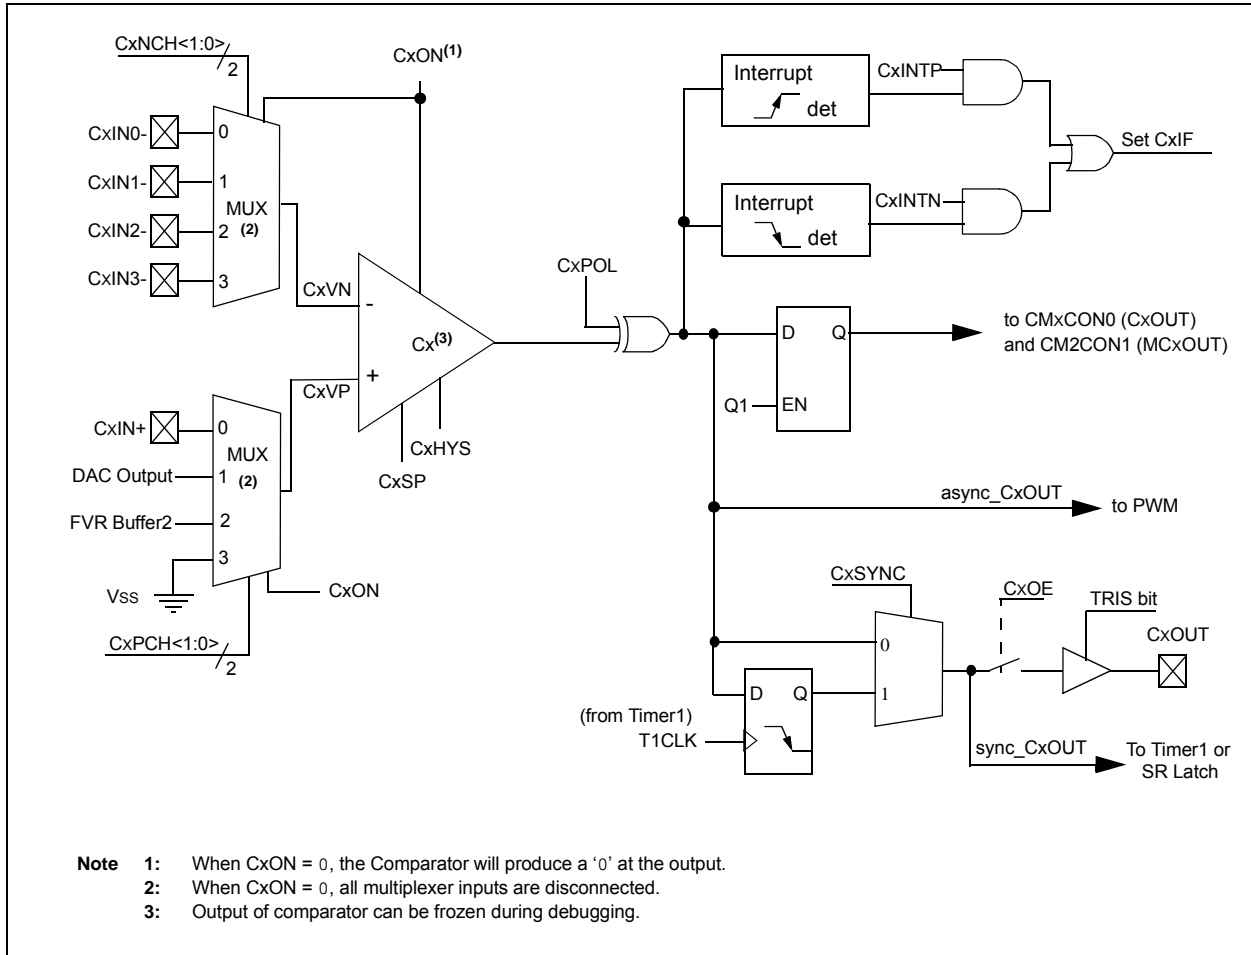 CxNCH<1:0>
2
CxON(1)
CxIN0-
CxIN1-
CxIN2-
CxIN3-
0
1
2
3
MUX
(2)
CxVN
-
Cx(3)
+
CxVP
CxHYS
CxSP
CxIN+
DAC Output
FVR Buffer2
VSS
0
1
2
3
MUX
(2)
CxON
CxPCH<1:0>
2
CxPOL
Interrupt
det
CxINTP
Interrupt
det
CxINTN
Set CxIF
D
Q
EN
Q1
to CMxCON0 (CxOUT)
and CM2CON1 (MCxOUT)
async_CxOUT
to PWM
CxSYNC
0
1
D
Q
(from Timer1)
T1CLK
CxOE
TRIS bit
CxOUT
sync_CxOUT
To Timer1 or
SR Latch
Note 1: When CxON = 0, the Comparator will produce a ‘0’ at the output.
2: When CxON = 0, all multiplexer inputs are disconnected.
3: Output of comparator can be frozen during debugging.